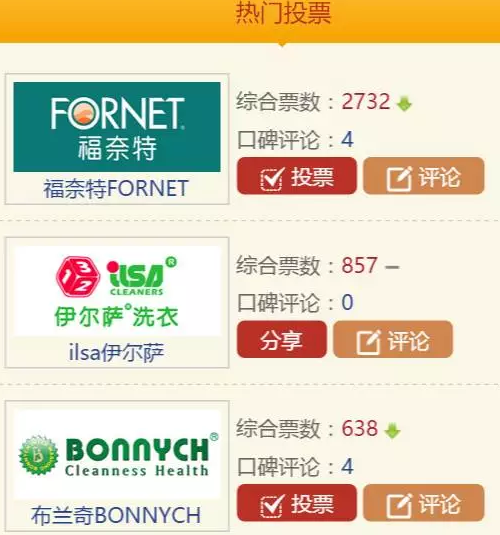 热门投票
FORNET
福奈特
福奈特FORNET
综合票数：2732
口碑评论：4
投票 评论
ilsa®
CLEANERS
伊尔萨®洗衣
ilsa伊尔萨
综合票数：857
口碑评论：0
分享 评论
BONNYCH®
Cleanness Health
布兰奇BONNYCH
综合票数：638
口碑评论：4
投票 评论